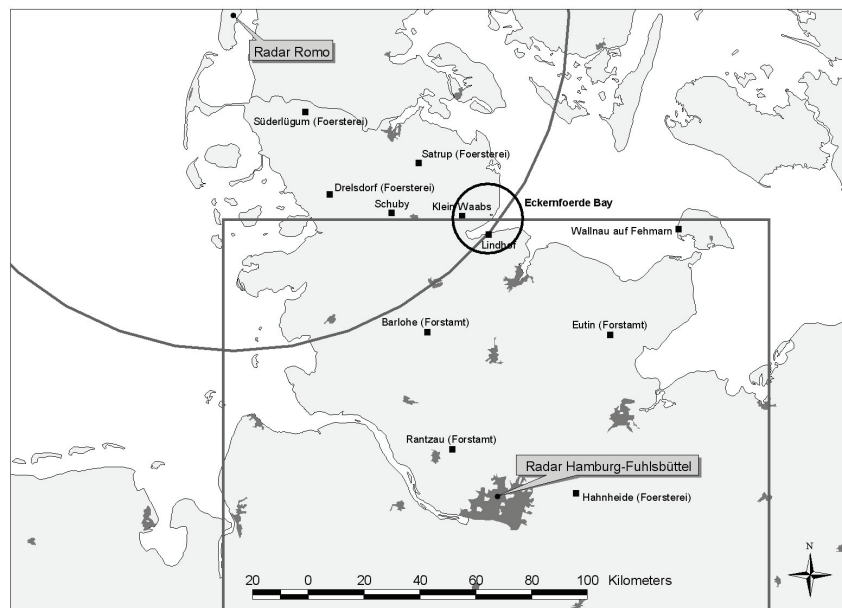 Radar Romo
Süderlügum (Foersterei)
Satrup (Foersterei)
Drelsdorf (Foersterei)
Schuby
Klein Waabs
Eckernfoerde Bay
Lindhof
Wallnau auf Fehmarn
Barlohe (Forstamt)
Eutin (Forstamt)
Rantzau (Forstamt)
Radar Hamburg-Fuhlsbüttel
Hahnheide (Foersterei)
N
20 0 20 40 60 80 100 Kilometers